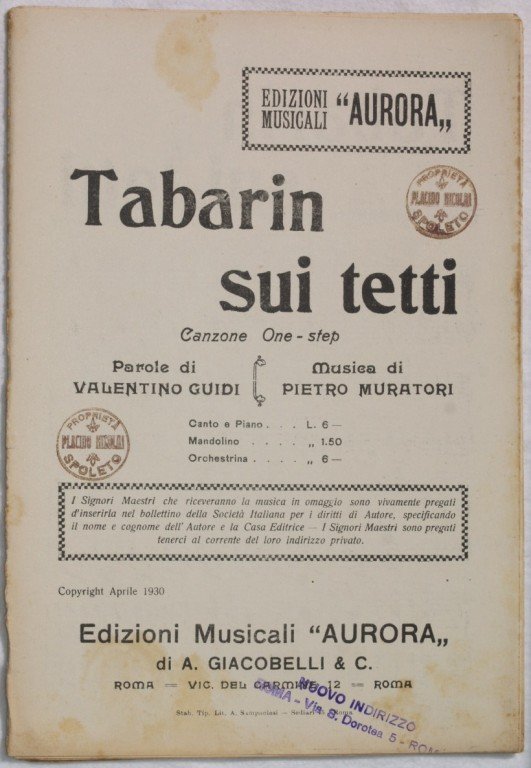 EDIZIONI
MUSICALI
"AURORA„
Tabarin
sui tetti
PROPRIETÀ
PLACIDO NICOLAI
SPOLETO
Canzone One-step
Parole di
VALENTINO GUIDI
Musica di
PIETRO MURATORI
Canto e Piano . . . L. 6 —
Mandolino . . . . „ 1.50
Orchestrina . . . . „ 6 —
PROPRIETÀ
PLACIDO NICOLAI
SPOLETO
I Signori Maestri che riceveranno la musica in omaggio sono vivamente pregati
d'inserirla nel bollettino della Società Italiana per i diritti di Autore, specificando
il nome e cognome dell' Autore e la Casa Editrice — I Signori Maestri sono pregati
tenerci al corrente del loro indirizzo privato.
Copyright Aprile 1930
Edizioni Musicali "AURORA„
di A. GIACOBELLI & C.
ROMA — VIC. DEL CARMINE 12 — ROMA
NUOVO INDIRIZZO
ROMA - Via S. Dorotea 5 - ROMA
Stab. Tip. Lit. A. Sampaolesi - Roma